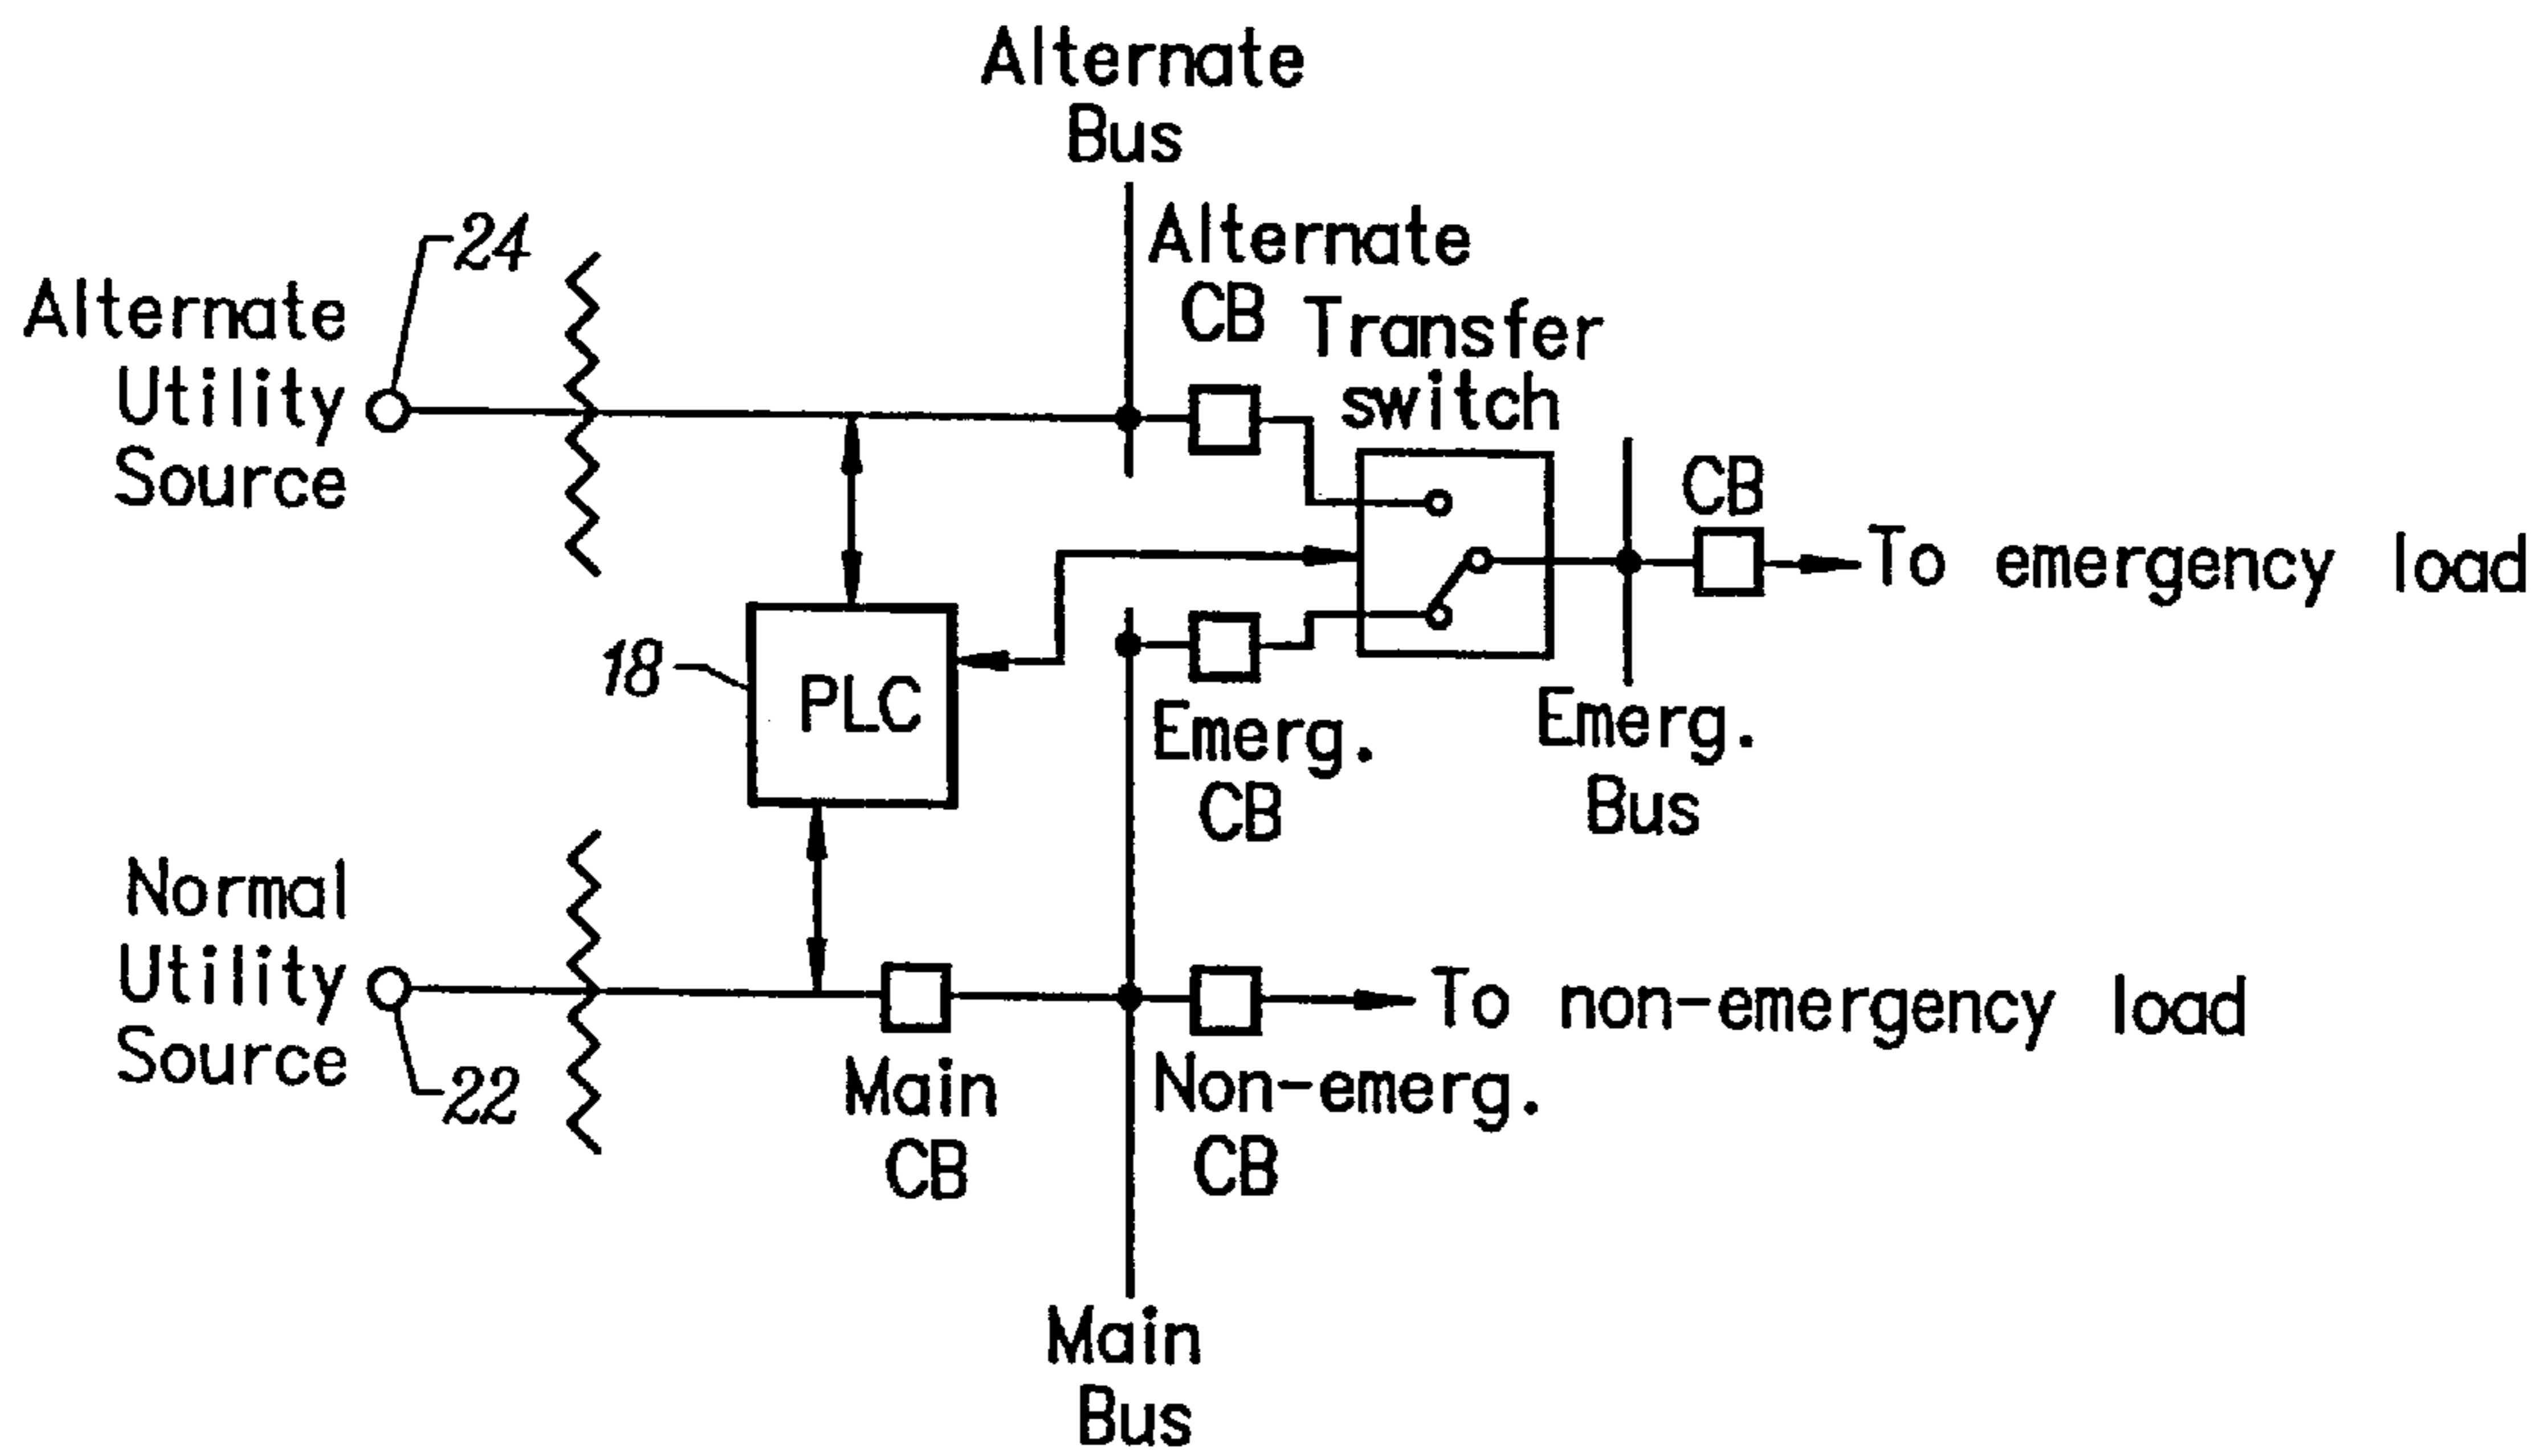 Alternate
Bus
24
Alternate
Utility
Source
Alternate
CB
Transfer
switch
CB
To emergency load
18
PLC
Emerg.
CB
Emerg.
Bus
Normal
Utility
Source
22
Main
CB
Non-emerg.
CB
To non-emergency load
Main
Bus